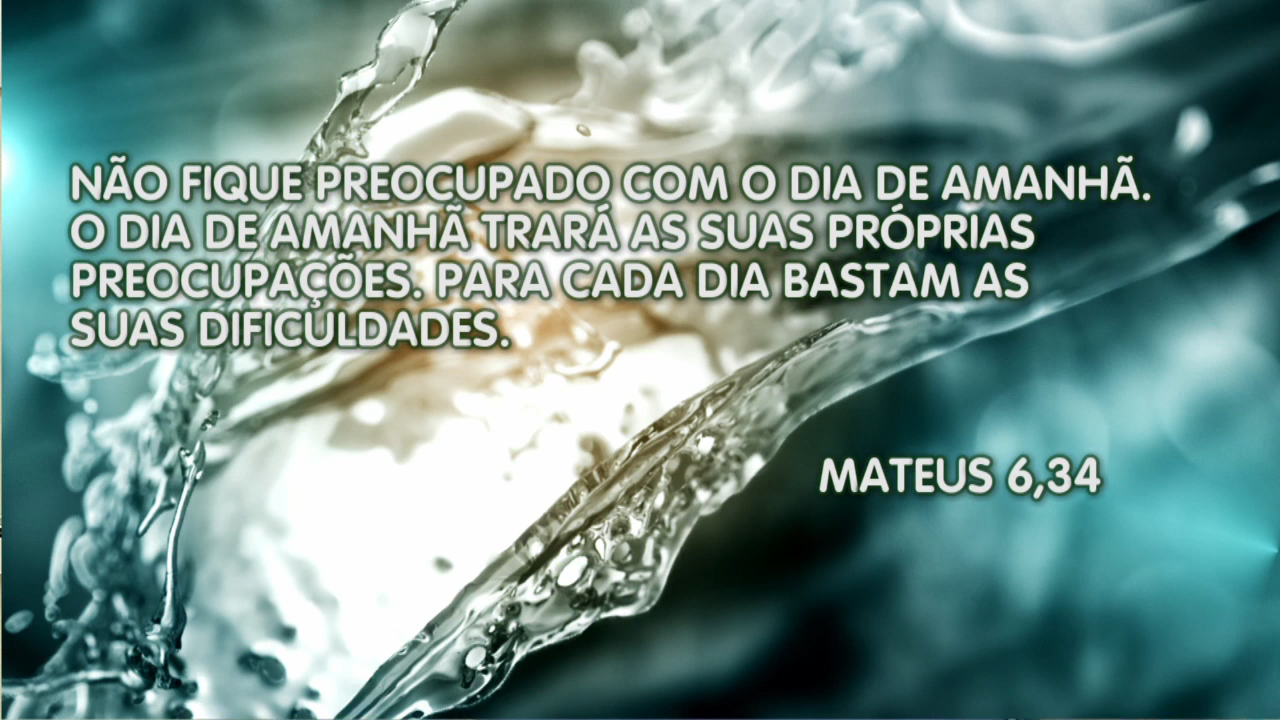 NÃO FIQUE PREOCUPADO COM O DIA DE AMANHÃ.
O DIA DE AMANHÃ TRARÁ AS SUAS PRÓPRIAS
PREOCUPAÇÕES. PARA CADA DIA BASTAM AS
SUAS DIFICULDADES.
MATEUS 6,34